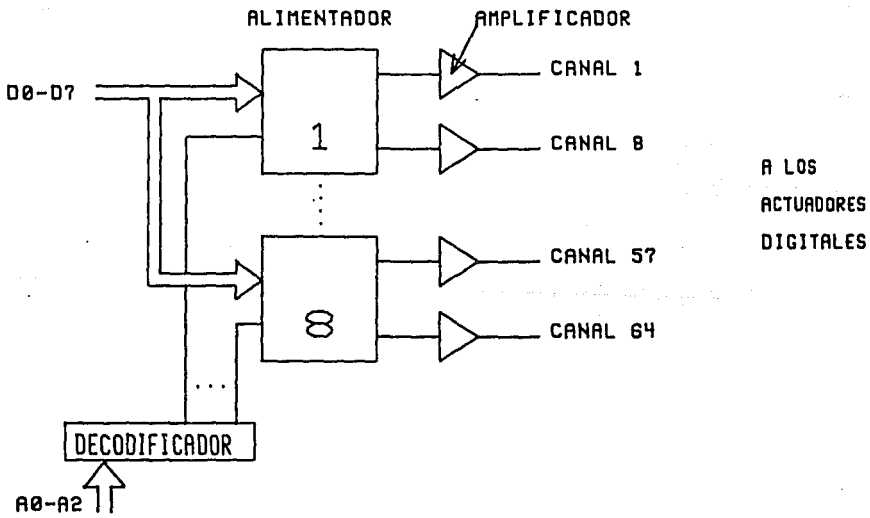 ALIMENTADOR
AMPLIFICADOR
D0-D7
1
CANAL 1
CANAL 8
A LOS
ACTUADORES
DIGITALES
8
CANAL 57
CANAL 64
DECODIFICADOR
A0-A2